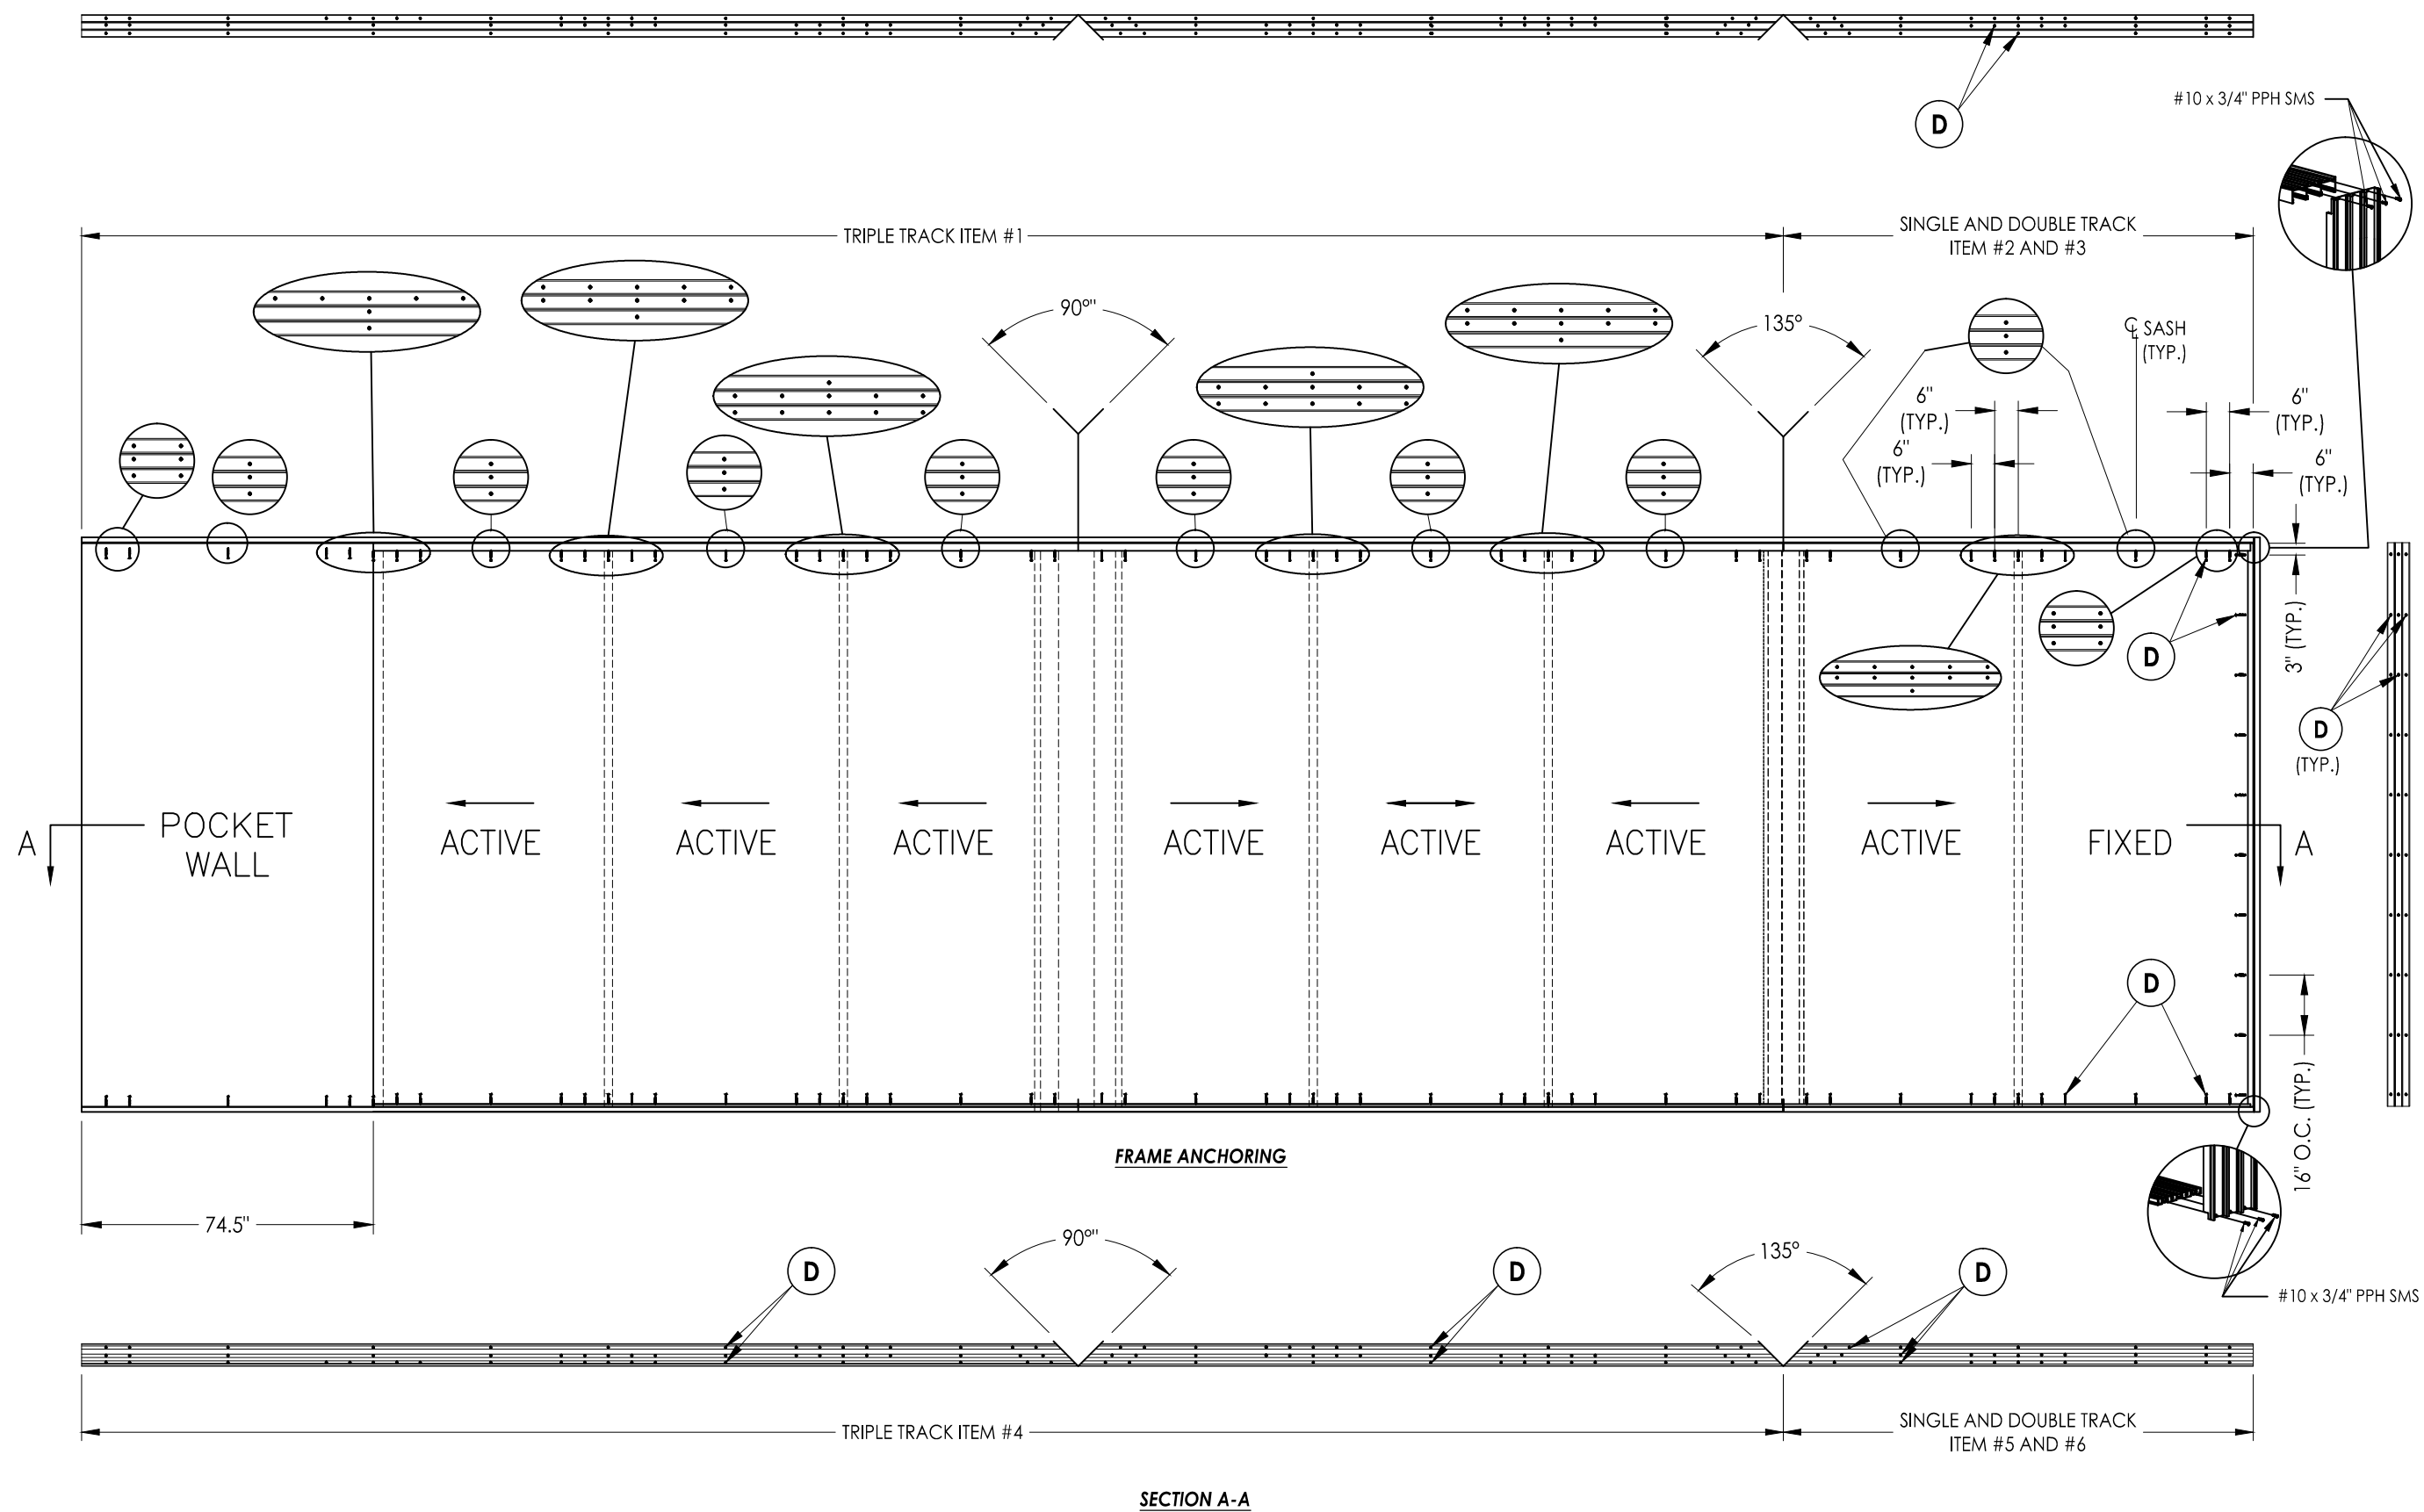 D
#10 x 3/4" PPH SMS
TRIPLE TRACK ITEM #1
SINGLE AND DOUBLE TRACK
ITEM #2 AND #3
90°"
135°
℄ SASH
(TYP.)
6"
(TYP.)
6"
(TYP.)
6"
(TYP.)
6"
(TYP.)
3" (TYP.)
D
D
(TYP.)
A
POCKET
WALL
ACTIVE
ACTIVE
ACTIVE
ACTIVE
ACTIVE
ACTIVE
ACTIVE
FIXED
A
D
16" O.C. (TYP.)
FRAME ANCHORING
74.5"
D
90°"
D
135°
D
#10 x 3/4" PPH SMS
TRIPLE TRACK ITEM #4
SINGLE AND DOUBLE TRACK
ITEM #5 AND #6
SECTION A-A